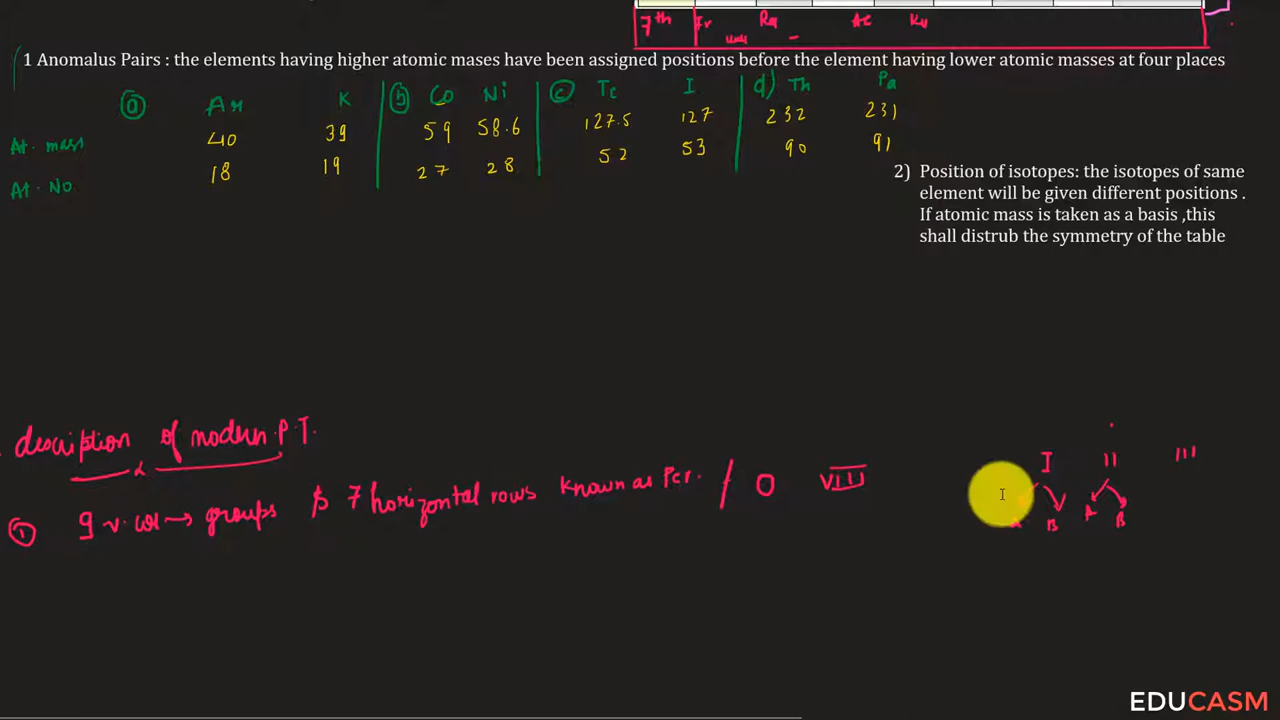 7th Fr Ra Ac Ku
1 Anomalus Pairs : the elements having higher atomic mases have been assigned positions before the element having lower atomic masses at four places
a Ar K b Co Ni c Tc I d) Th Pa
At. mass 40 39 59 58.6 127.5 127 232 231
At. No 18 19 27 28 52 53 90 91
2) Position of isotopes: the isotopes of same
element will be given different positions .
If atomic mass is taken as a basis ,this
shall distrub the symmetry of the table
description of modern P.T.
I II III
1 9 v. col → groups $ 7 horizontal rows known as Per. / 0 VIII
A B A B
EDUCASM